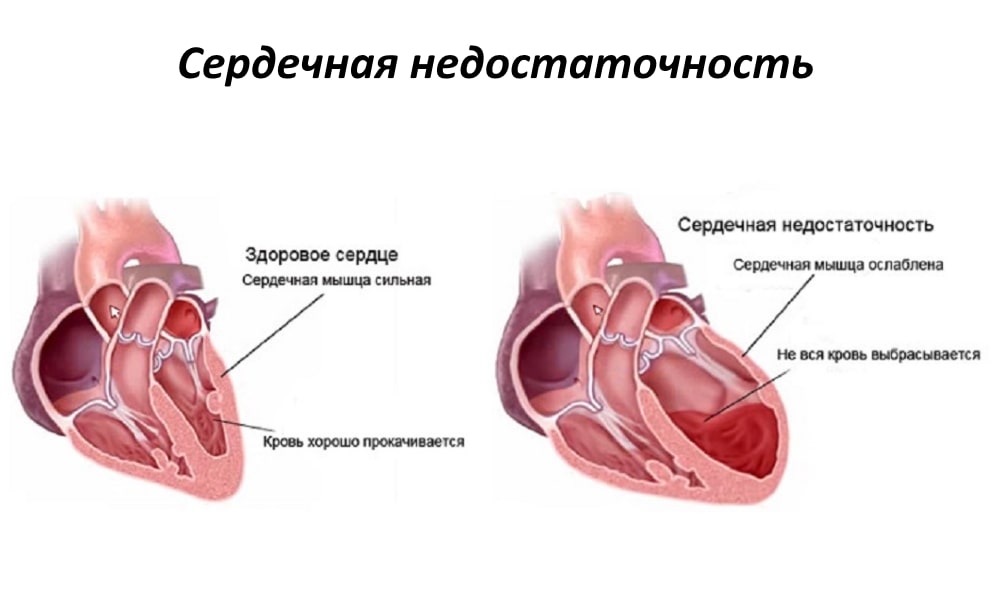 Сердечная недостаточность
Здоровое сердце
Сердечная мышца сильная
Кровь хорошо прокачивается
Сердечная недостаточность
Сердечная мышца ослаблена
Не вся кровь выбрасывается